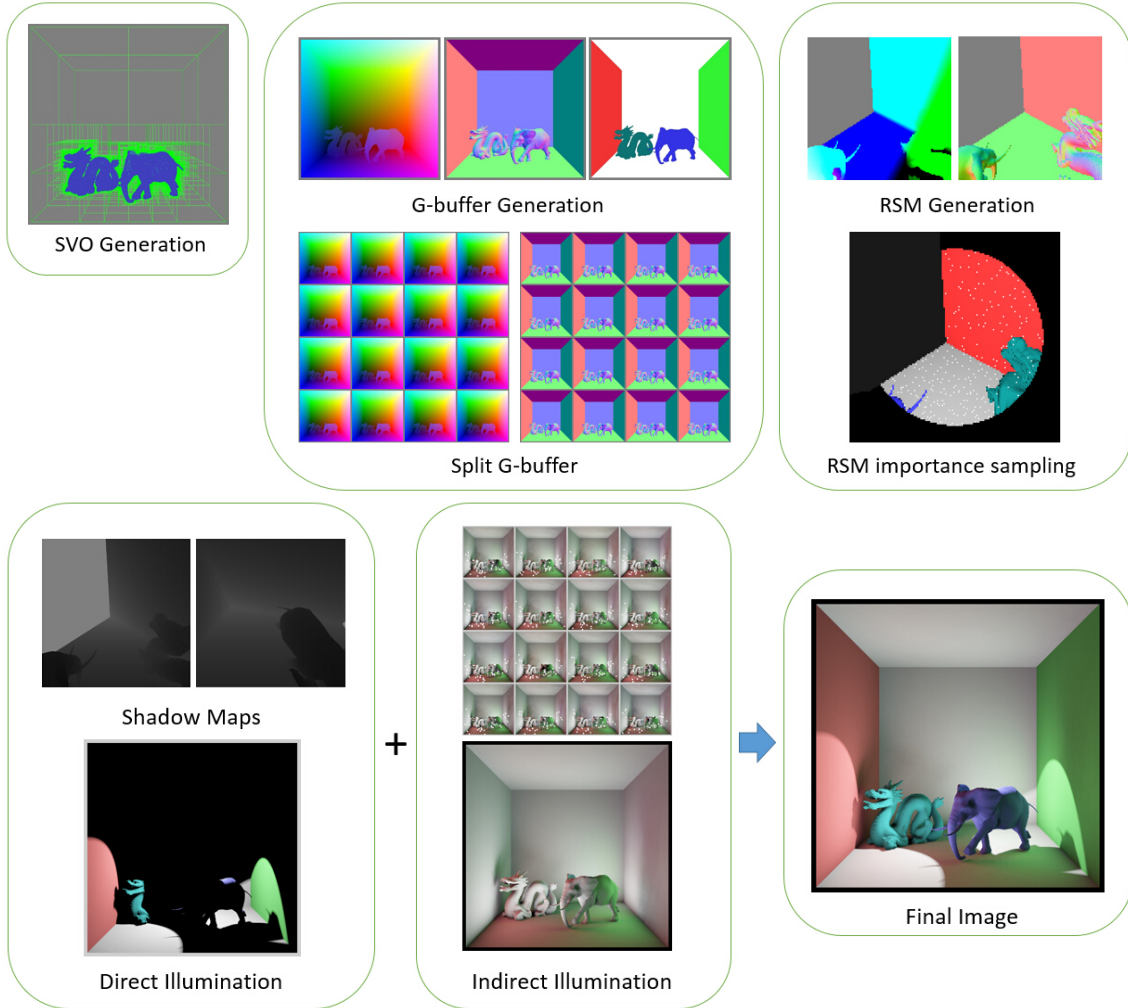 SVO Generation
G-buffer Generation
Split G-buffer
RSM Generation
RSM importance sampling
Shadow Maps
Direct Illumination
+
Indirect Illumination
Final Image